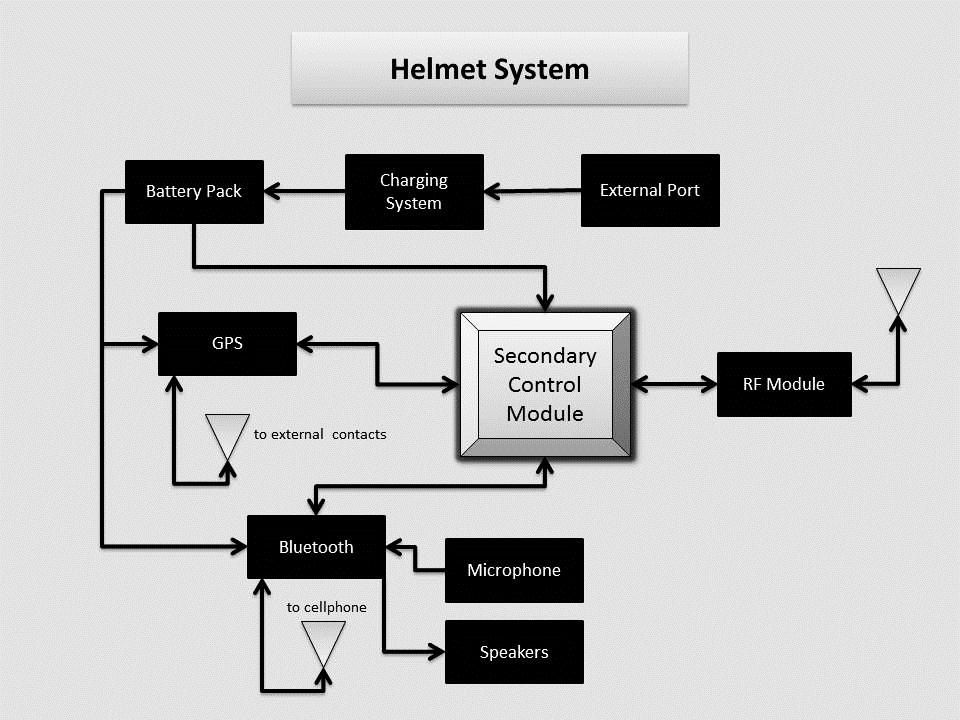 Helmet System
Battery Pack
Charging
System
External Port
GPS
Secondary
Control
Module
RF Module
to external contacts
Bluetooth
Microphone
to cellphone
Speakers